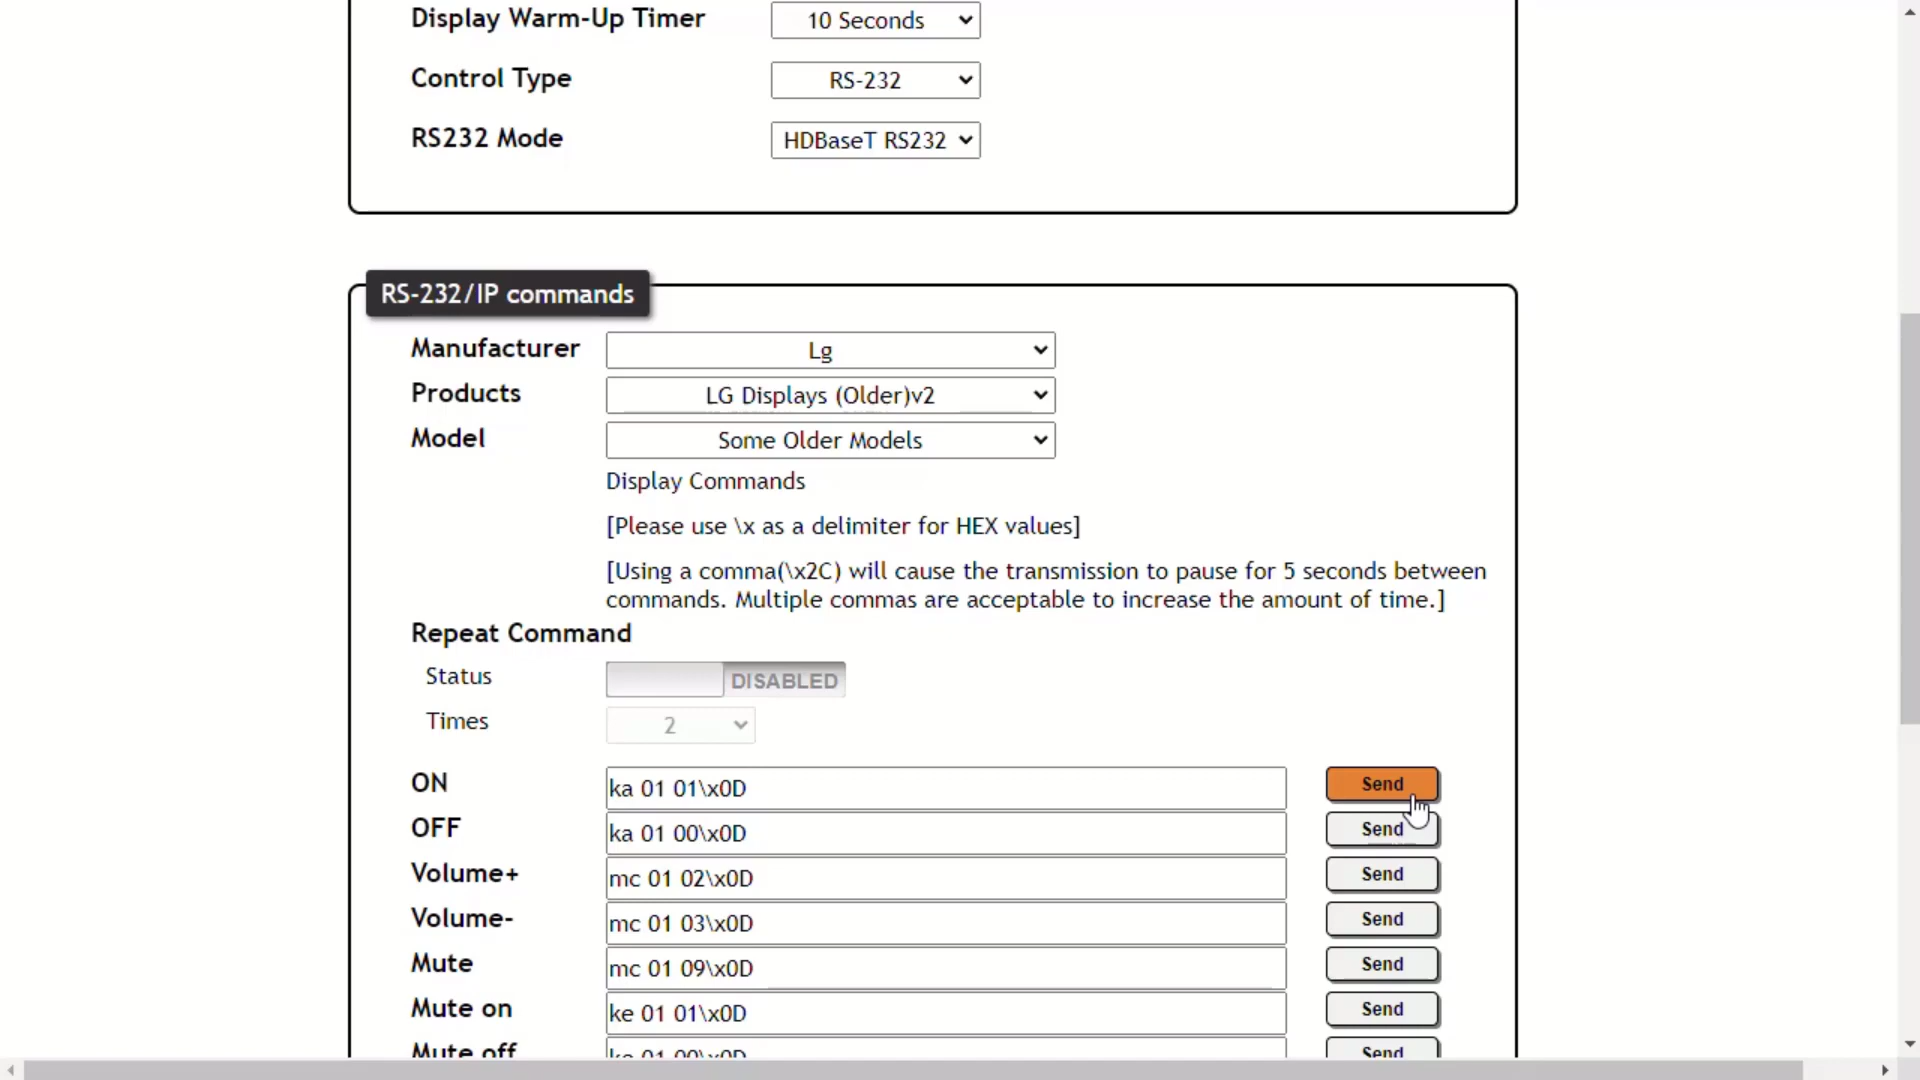 Display Warm-Up Timer 10 Seconds
Control Type RS-232
RS232 Mode HDBaseT RS232
RS-232/IP commands
Manufacturer Lg
Products LG Displays (Older)v2
Model Some Older Models
Display Commands
[Please use \x as a delimiter for HEX values]
[Using a comma(\x2C) will cause the transmission to pause for 5 seconds between
commands. Multiple commas are acceptable to increase the amount of time.]
Repeat Command
Status DISABLED
Times 2
ON ka 01 01\x0D Send
OFF ka 01 00\x0D Send
Volume+ mc 01 02\x0D Send
Volume- mc 01 03\x0D Send
Mute mc 01 09\x0D Send
Mute on ke 01 01\x0D Send
Mute off ke 01 00\x0D Send